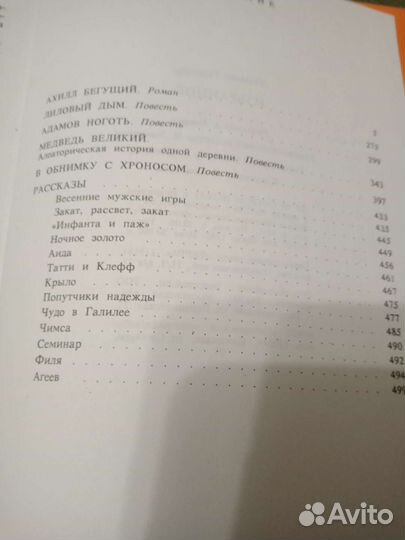 АХИЛЛ БЕГУЩИЙ. Роман 5
ЛИЛОВЫЙ ДЫМ. Повесть 275
АДАМОВ НОГОТЬ. Повесть 299
МЕДВЕДЬ ВЕЛИКИЙ.
Алеаторическая история одной деревни. Повесть 343
В ОБНИМКУ С ХРОНОСОМ. Повесть 397
РАССКАЗЫ 433
Весенние мужские игры 435
Закат, рассвет, закат 445
«Инфанта и паж» 449
Ночное золото 456
Аида 461
Татти и Клефф 467
Крыло 475
Попутчики надежды 477
Чудо в Галилее 485
Чимса 490
Семинар 492
Филя 494
Агеев 499
Avito